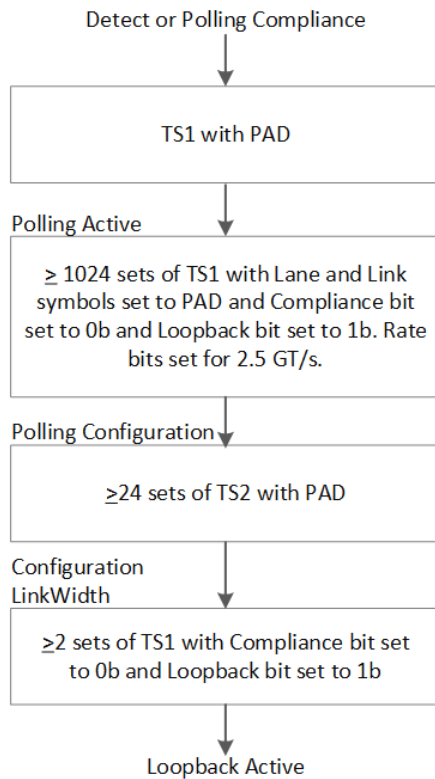 Detect or Polling Compliance
TS1 with PAD
Polling Active
≥ 1024 sets of TS1 with Lane and Link
symbols set to PAD and Compliance bit
set to 0b and Loopback bit set to 1b. Rate
bits set for 2.5 GT/s.
Polling Configuration
≥24 sets of TS2 with PAD
Configuration
LinkWidth
≥2 sets of TS1 with Compliance bit set
to 0b and Loopback bit set to 1b
Loopback Active